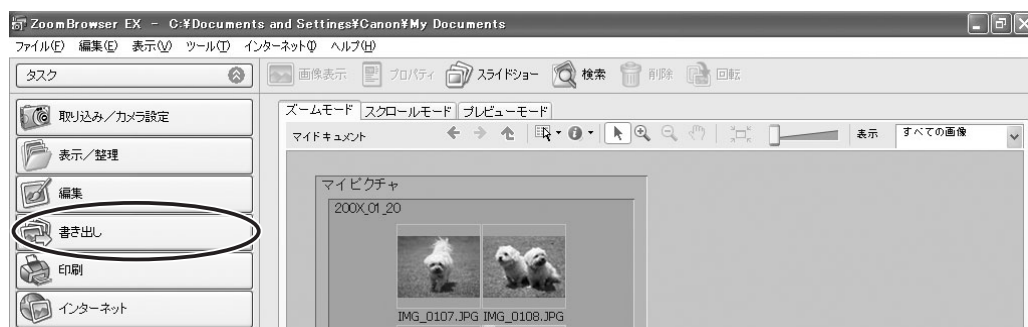 ZoomBrowser EX - C:¥Documents and Settings¥Canon¥My Documents
ファイル(F) 編集(E) 表示(V) ツール(T) インターネット(I) ヘルプ(H)
タスク
画像表示 プロパティ スライドショー 検索 削除 回転
取り込み/カメラ設定
表示/整理
編集
書き出し
印刷
インターネット
ズームモード スクロールモード プレビューモード
マイドキュメント 表示 すべての画像
マイピクチャ
200X_01_20
IMG_0107.JPG IMG_0108.JPG